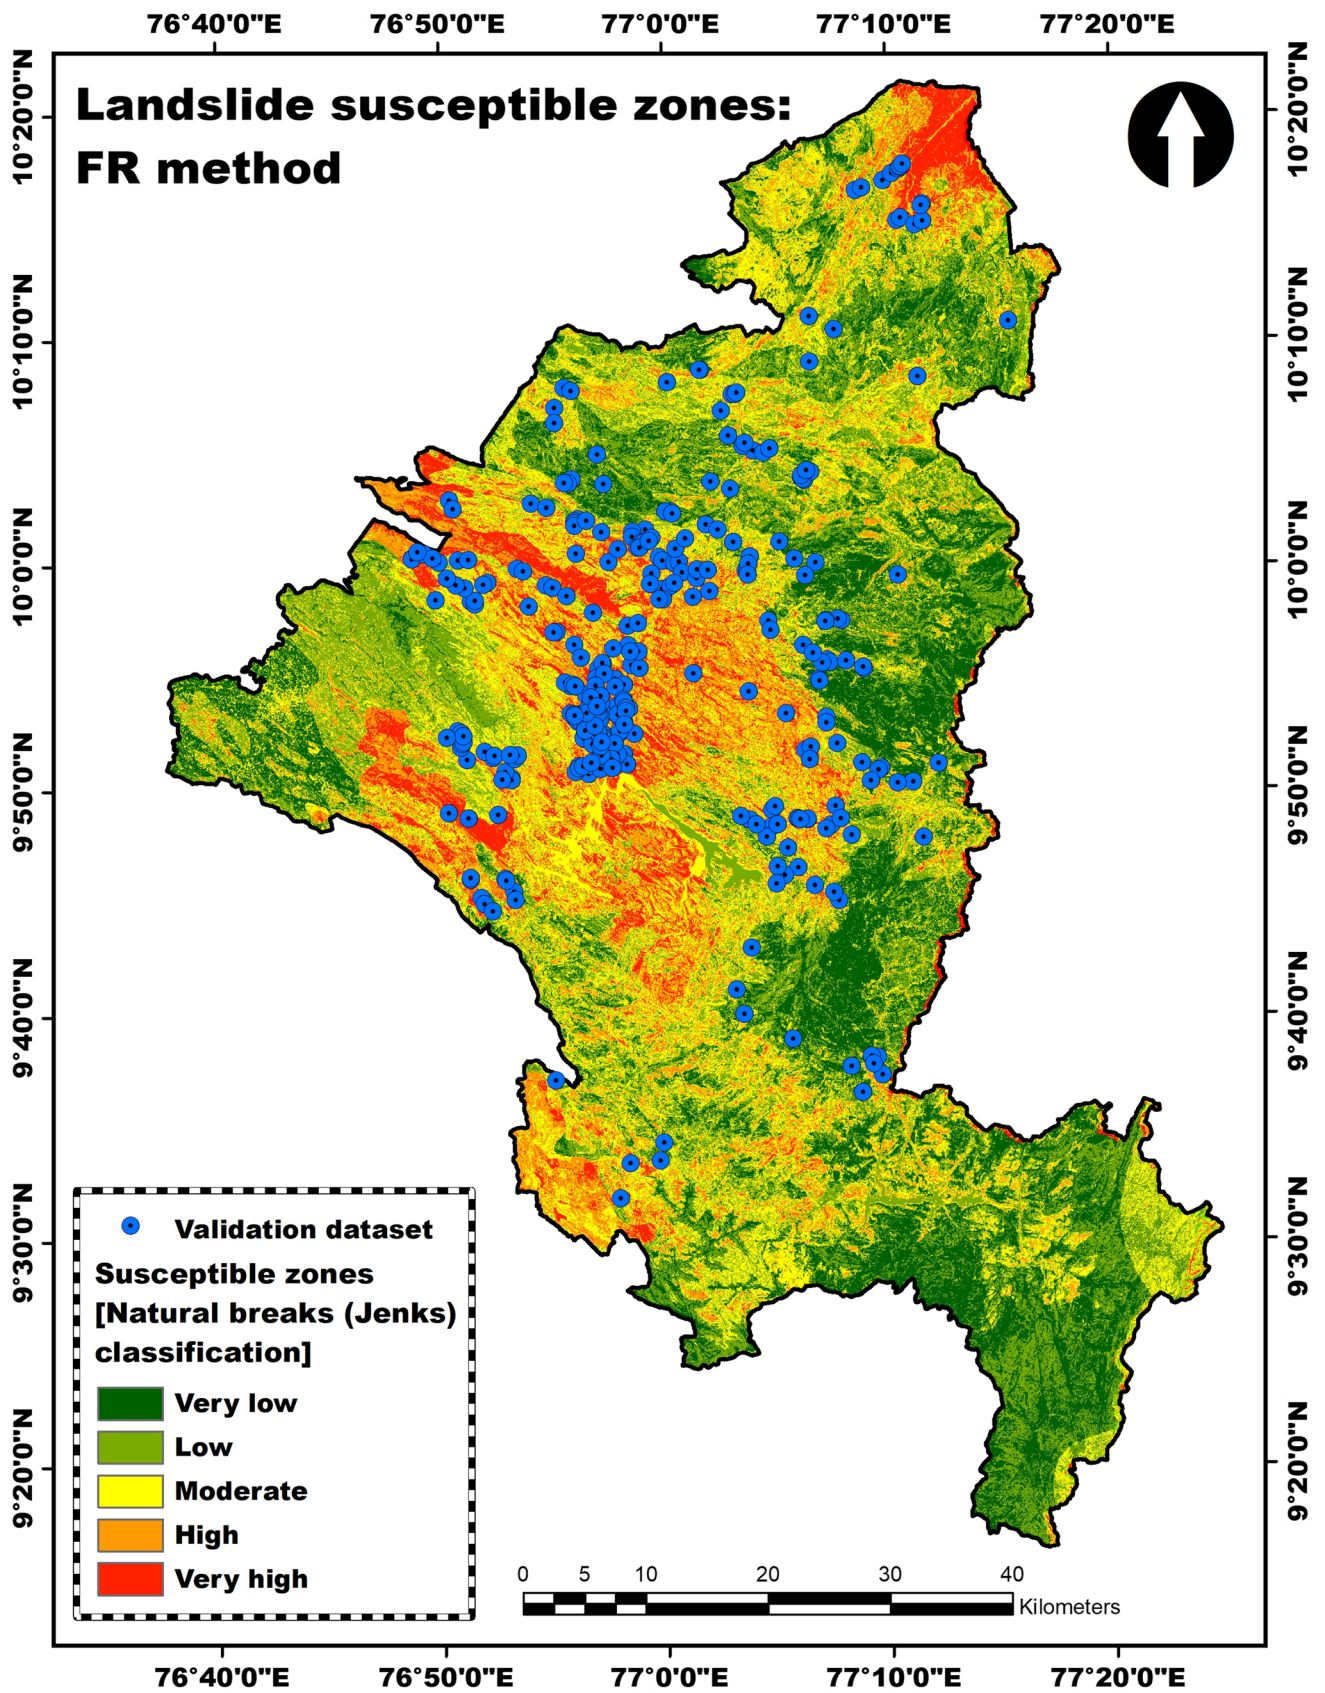 76°40'0"E 76°50'0"E 77°0'0"E 77°10'0"E 77°20'0"E
Landslide susceptible zones:
FR method
10°20'0"N 10°20'0"N
10°10'0"N 10°10'0"N
10°0'0"N 10°0'0"N
9°50'0"N 9°50'0"N
9°40'0"N 9°40'0"N
9°30'0"N 9°30'0"N
9°20'0"N 9°20'0"N
Validation dataset
Susceptible zones
[Natural breaks (Jenks)
classification]
Very low
Low
Moderate
High
Very high
0 5 10 20 30 40
Kilometers
76°40'0"E 76°50'0"E 77°0'0"E 77°10'0"E 77°20'0"E